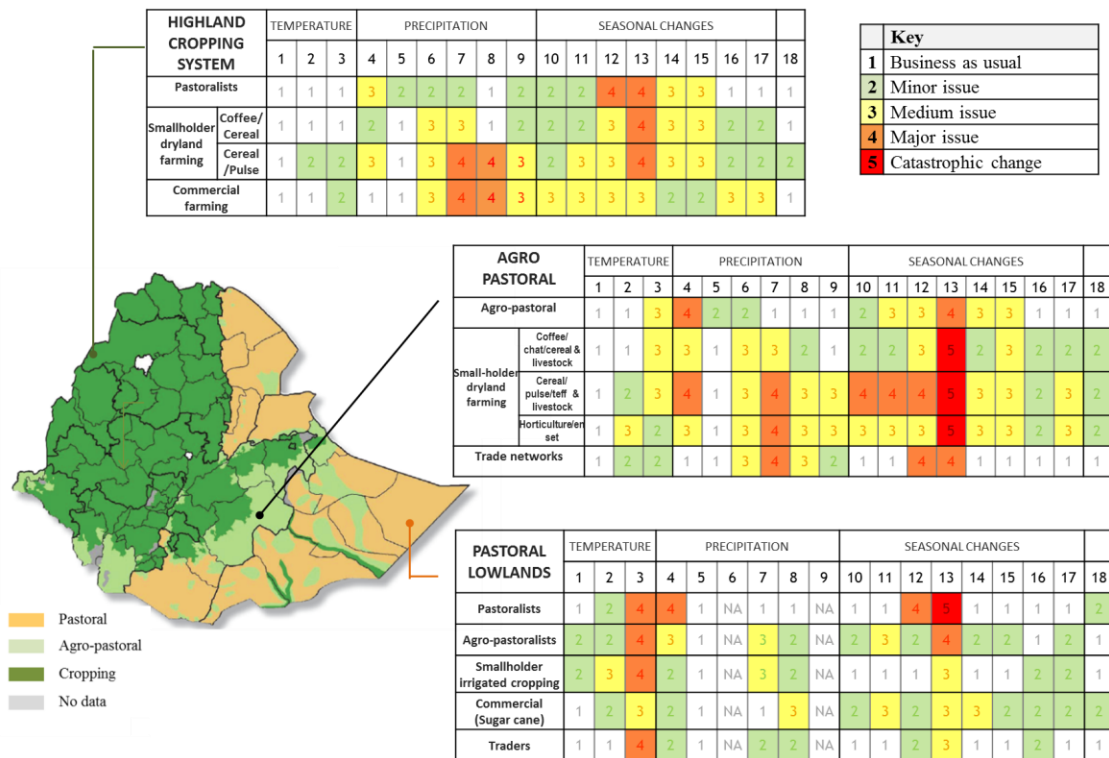 HIGHLAND CROPPING SYSTEM TEMPERATURE PRECIPITATION SEASONAL CHANGES
1 2 3 4 5 6 7 8 9 10 11 12 13 14 15 16 17 18
Pastoralists 1 1 1 3 2 2 2 1 2 2 2 4 4 3 3 1 1 1
Smallholder dryland farming
Coffee/ Cereal 1 1 1 2 1 3 3 1 2 2 2 3 4 3 3 2 2 1
Cereal /Pulse 1 2 2 3 1 3 4 4 3 2 3 3 4 3 3 2 2 2
Commercial farming 1 1 2 1 1 3 4 4 3 3 3 3 3 2 2 3 3 1
Key
1 Business as usual
2 Minor issue
3 Medium issue
4 Major issue
5 Catastrophic change
AGRO PASTORAL TEMPERATURE PRECIPITATION SEASONAL CHANGES
1 2 3 4 5 6 7 8 9 10 11 12 13 14 15 16 17 18
Agro-pastoral 1 1 3 4 2 2 1 1 1 2 3 3 4 3 3 1 1 1
Small-holder dryland farming
Coffee/ chat/cereal & livestock 1 1 3 3 1 3 3 2 1 2 2 3 5 2 3 2 2 2
Cereal/ pulse/teff & livestock 1 2 3 4 1 3 4 3 3 4 4 4 5 3 3 2 3 2
Horticulture/en set 1 3 2 3 1 3 4 3 3 3 3 3 5 3 3 2 3 2
Trade networks 1 2 2 1 1 3 4 3 2 1 1 4 4 1 1 1 1 1
PASTORAL LOWLANDS TEMPERATURE PRECIPITATION SEASONAL CHANGES
1 2 3 4 5 6 7 8 9 10 11 12 13 14 15 16 17 18
Pastoralists 1 2 4 4 1 NA 1 1 NA 1 1 4 5 1 1 1 1 2
Agro-pastoralists 2 2 4 3 1 NA 3 2 NA 2 3 2 4 2 2 1 2 1
Smallholder irrigated cropping 2 3 4 2 1 NA 3 2 NA 1 1 1 3 1 1 2 2 1
Commercial (Sugar cane) 1 2 3 2 1 NA 1 3 NA 2 3 2 3 3 2 2 2 2
Traders 1 1 4 2 1 NA 2 2 NA 1 1 2 3 1 1 2 1 1
Pastoral
Agro-pastoral
Cropping
No data